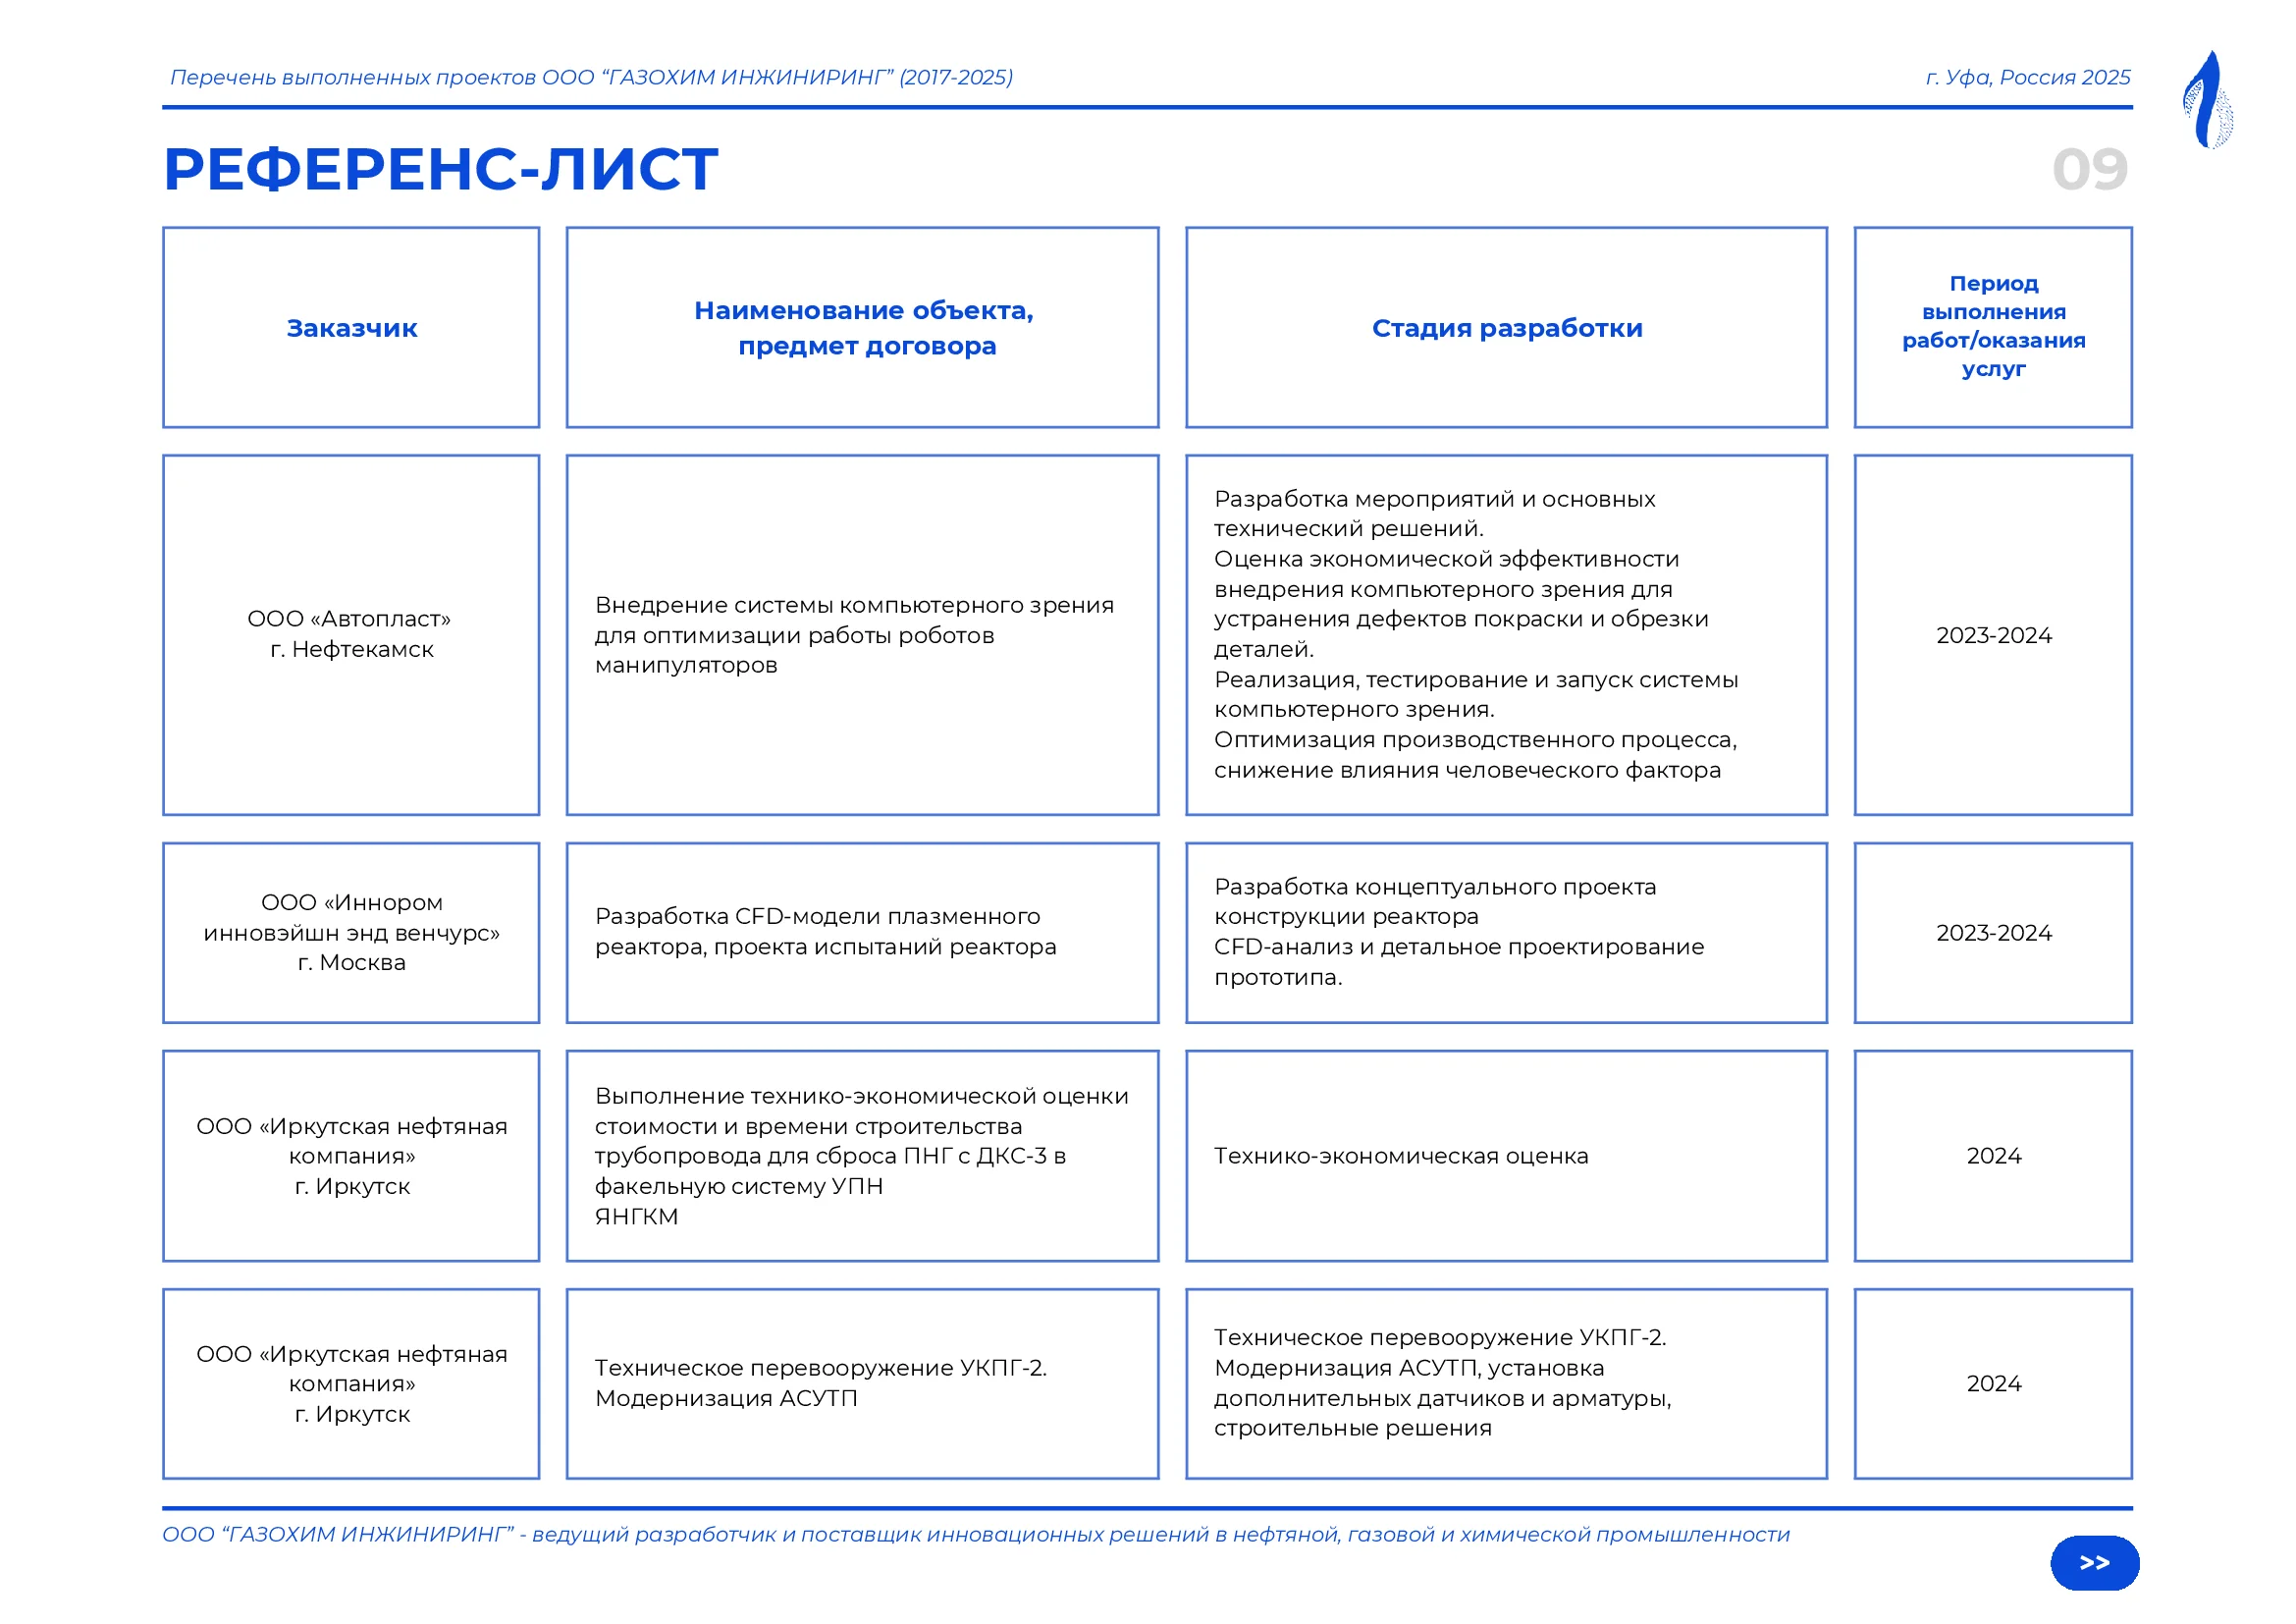 Перечень выполненных проектов ООО “ГАЗОХИМ ИНЖИНИРИНГ” (2017-2025)
г. Уфа, Россия 2025
РЕФЕРЕНС-ЛИСТ
09
Заказчик
Наименование объекта,
предмет договора
Стадия разработки
Период
выполнения
работ/оказания
услуг
ООО «Автопласт»
г. Нефтекамск
Внедрение системы компьютерного зрения
для оптимизации работы роботов
манипуляторов
Разработка мероприятий и основных
технический решений.
Оценка экономической эффективности
внедрения компьютерного зрения для
устранения дефектов покраски и обрезки
деталей.
Реализация, тестирование и запуск системы
компьютерного зрения.
Оптимизация производственного процесса,
снижение влияния человеческого фактора
2023-2024
ООО «Иннором
инновэйшн энд венчурс»
г. Москва
Разработка CFD-модели плазменного
реактора, проекта испытаний реактора
Разработка концептуального проекта
конструкции реактора
CFD-анализ и детальное проектирование
прототипа.
2023-2024
ООО «Иркутская нефтяная
компания»
г. Иркутск
Выполнение технико-экономической оценки
стоимости и времени строительства
трубопровода для сброса ПНГ с ДКС-3 в
факельную систему УПН
ЯНГКМ
Технико-экономическая оценка
2024
ООО «Иркутская нефтяная
компания»
г. Иркутск
Техническое перевооружение УКПГ-2.
Модернизация АСУТП
Техническое перевооружение УКПГ-2.
Модернизация АСУТП, установка
дополнительных датчиков и арматуры,
строительные решения
2024
ООО “ГАЗОХИМ ИНЖИНИРИНГ” - ведущий разработчик и поставщик инновационных решений в нефтяной, газовой и химической промышленности
>>